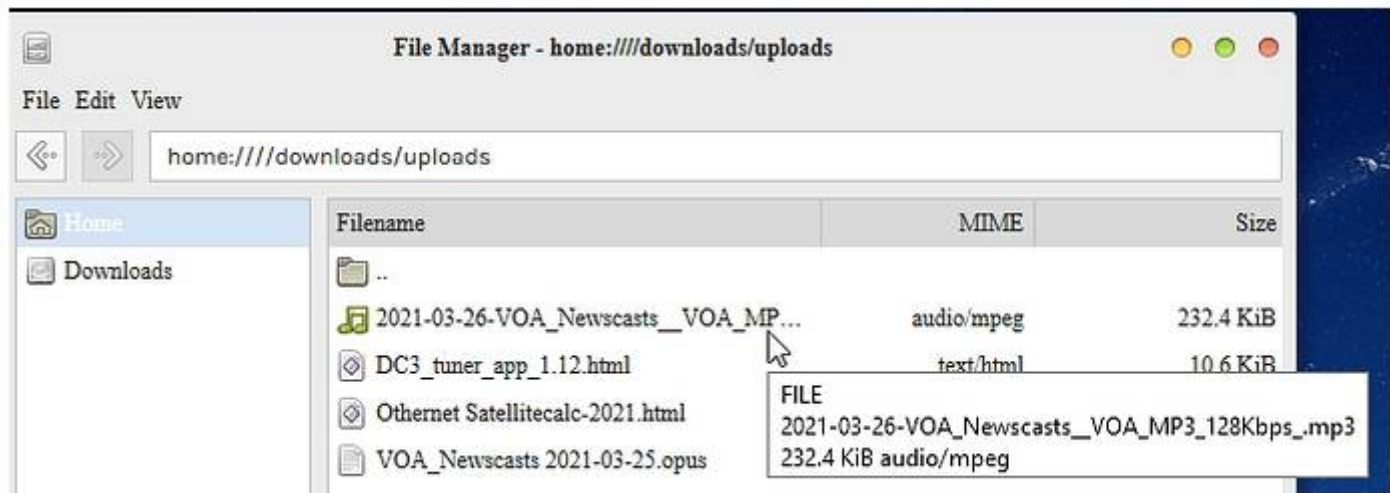 File Manager - home:////downloads/uploads
File Edit View
home:////downloads/uploads
Home
Downloads
Filename MIME Size
..
2021-03-26-VOA_Newscasts__VOA_MP... audio/mpeg 232.4 KiB
DC3_tuner_app_1.12.html text/html 10.6 KiB
Othernet Satellitecalc-2021.html
VOA_Newscasts 2021-03-25.opus
FILE
2021-03-26-VOA_Newscasts__VOA_MP3_128Kbps_.mp3
232.4 KiB audio/mpeg